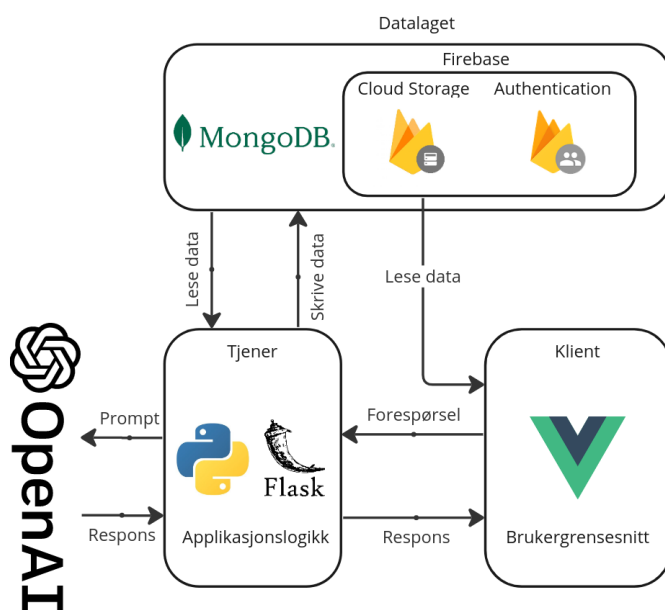 Datalaget
Firebase
Cloud Storage
Authentication
MongoDB®
Lese data
Skrive data
Lese data
Tjener
Klient
OpenAI
Prompt
Forespørsel
Flask
Respons
Applikasjonslogikk
Respons
Brukergrensesnitt